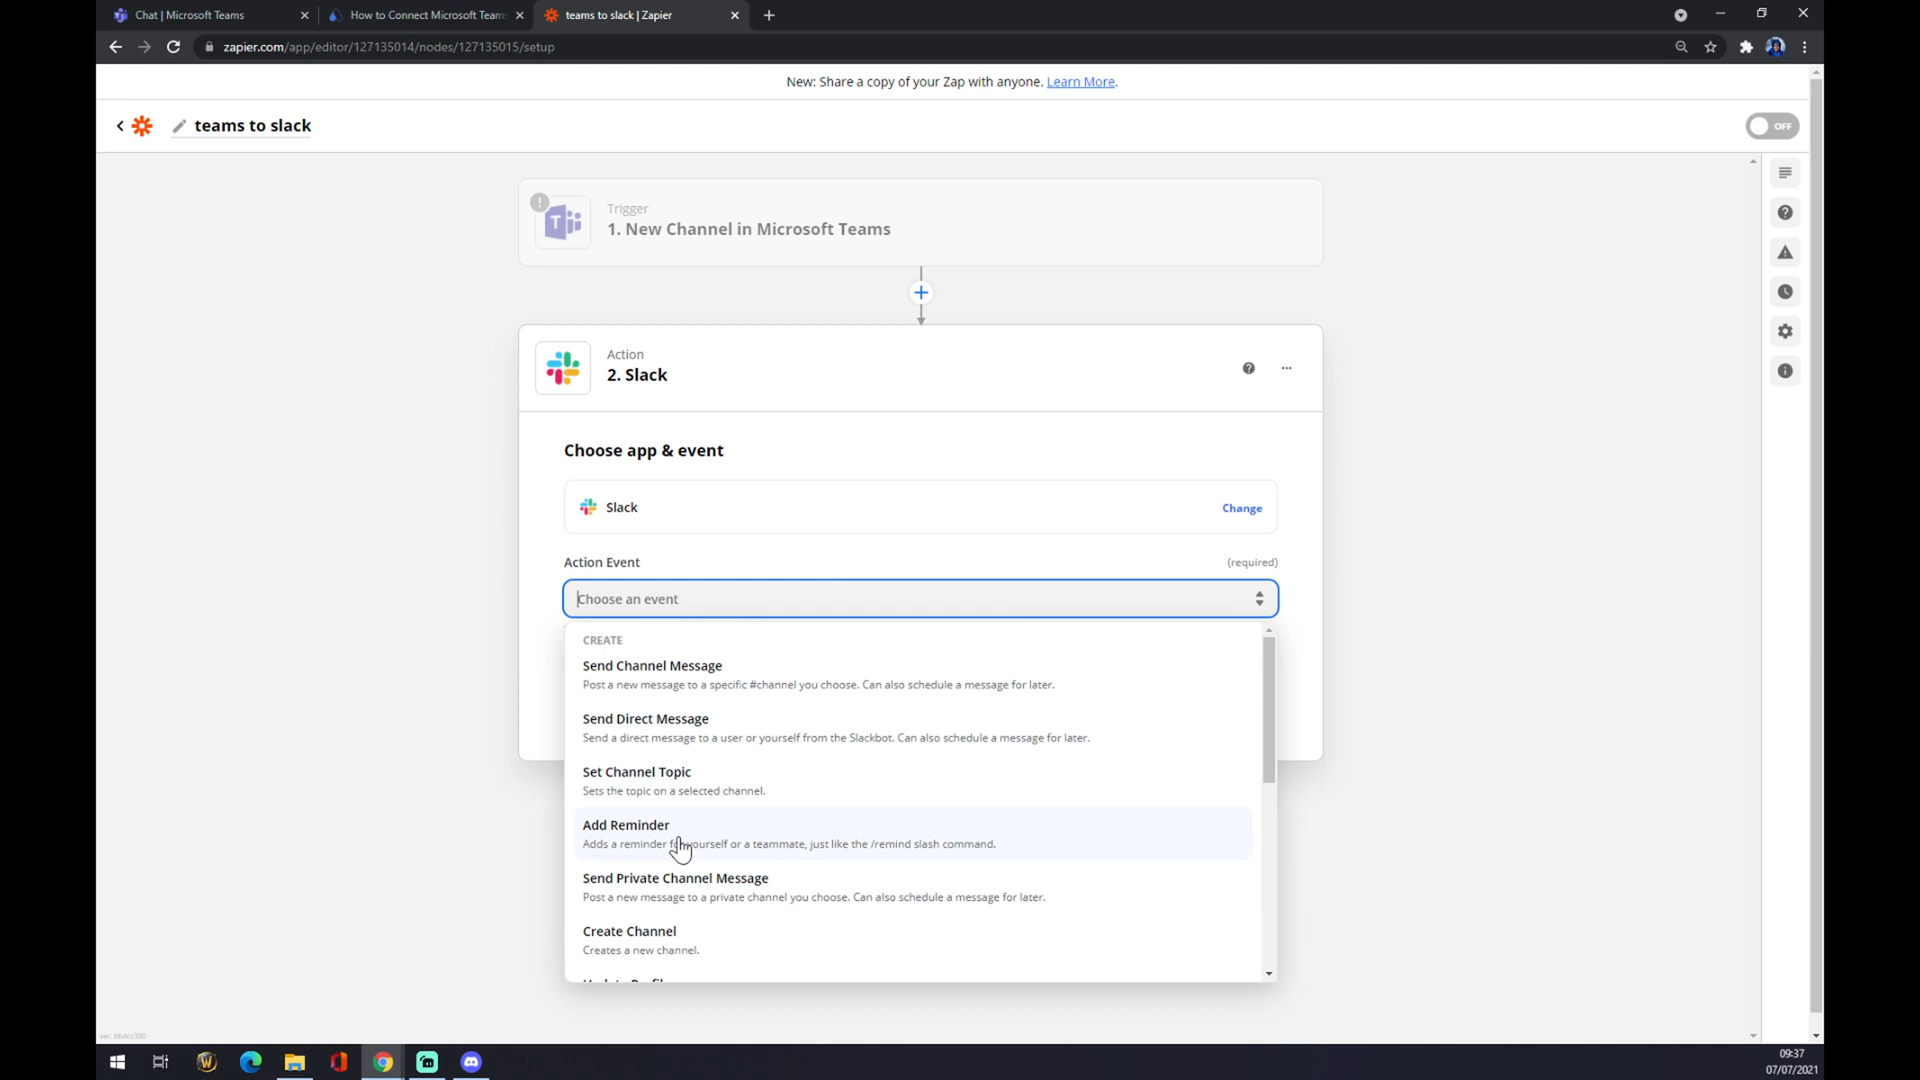 Chat | Microsoft Teams
How to Connect Microsoft Teams
teams to slack | Zapier
zapier.com/app/editor/127135014/nodes/127135015/setup
New: Share a copy of your Zap with anyone. Learn More.
teams to slack
OFF
Trigger
1. New Channel in Microsoft Teams
Action
2. Slack
Choose app & event
Slack
Change
Action Event
(required)
Choose an event
CREATE
Send Channel Message
Post a new message to a specific #channel you choose. Can also schedule a message for later.
Send Direct Message
Send a direct message to a user or yourself from the Slackbot. Can also schedule a message for later.
Set Channel Topic
Sets the topic on a selected channel.
Add Reminder
Adds a reminder for yourself or a teammate, just like the /remind slash command.
Send Private Channel Message
Post a new message to a private channel you choose. Can also schedule a message for later.
Create Channel
Creates a new channel.
ver. bb4cc390
09:37
07/07/2021